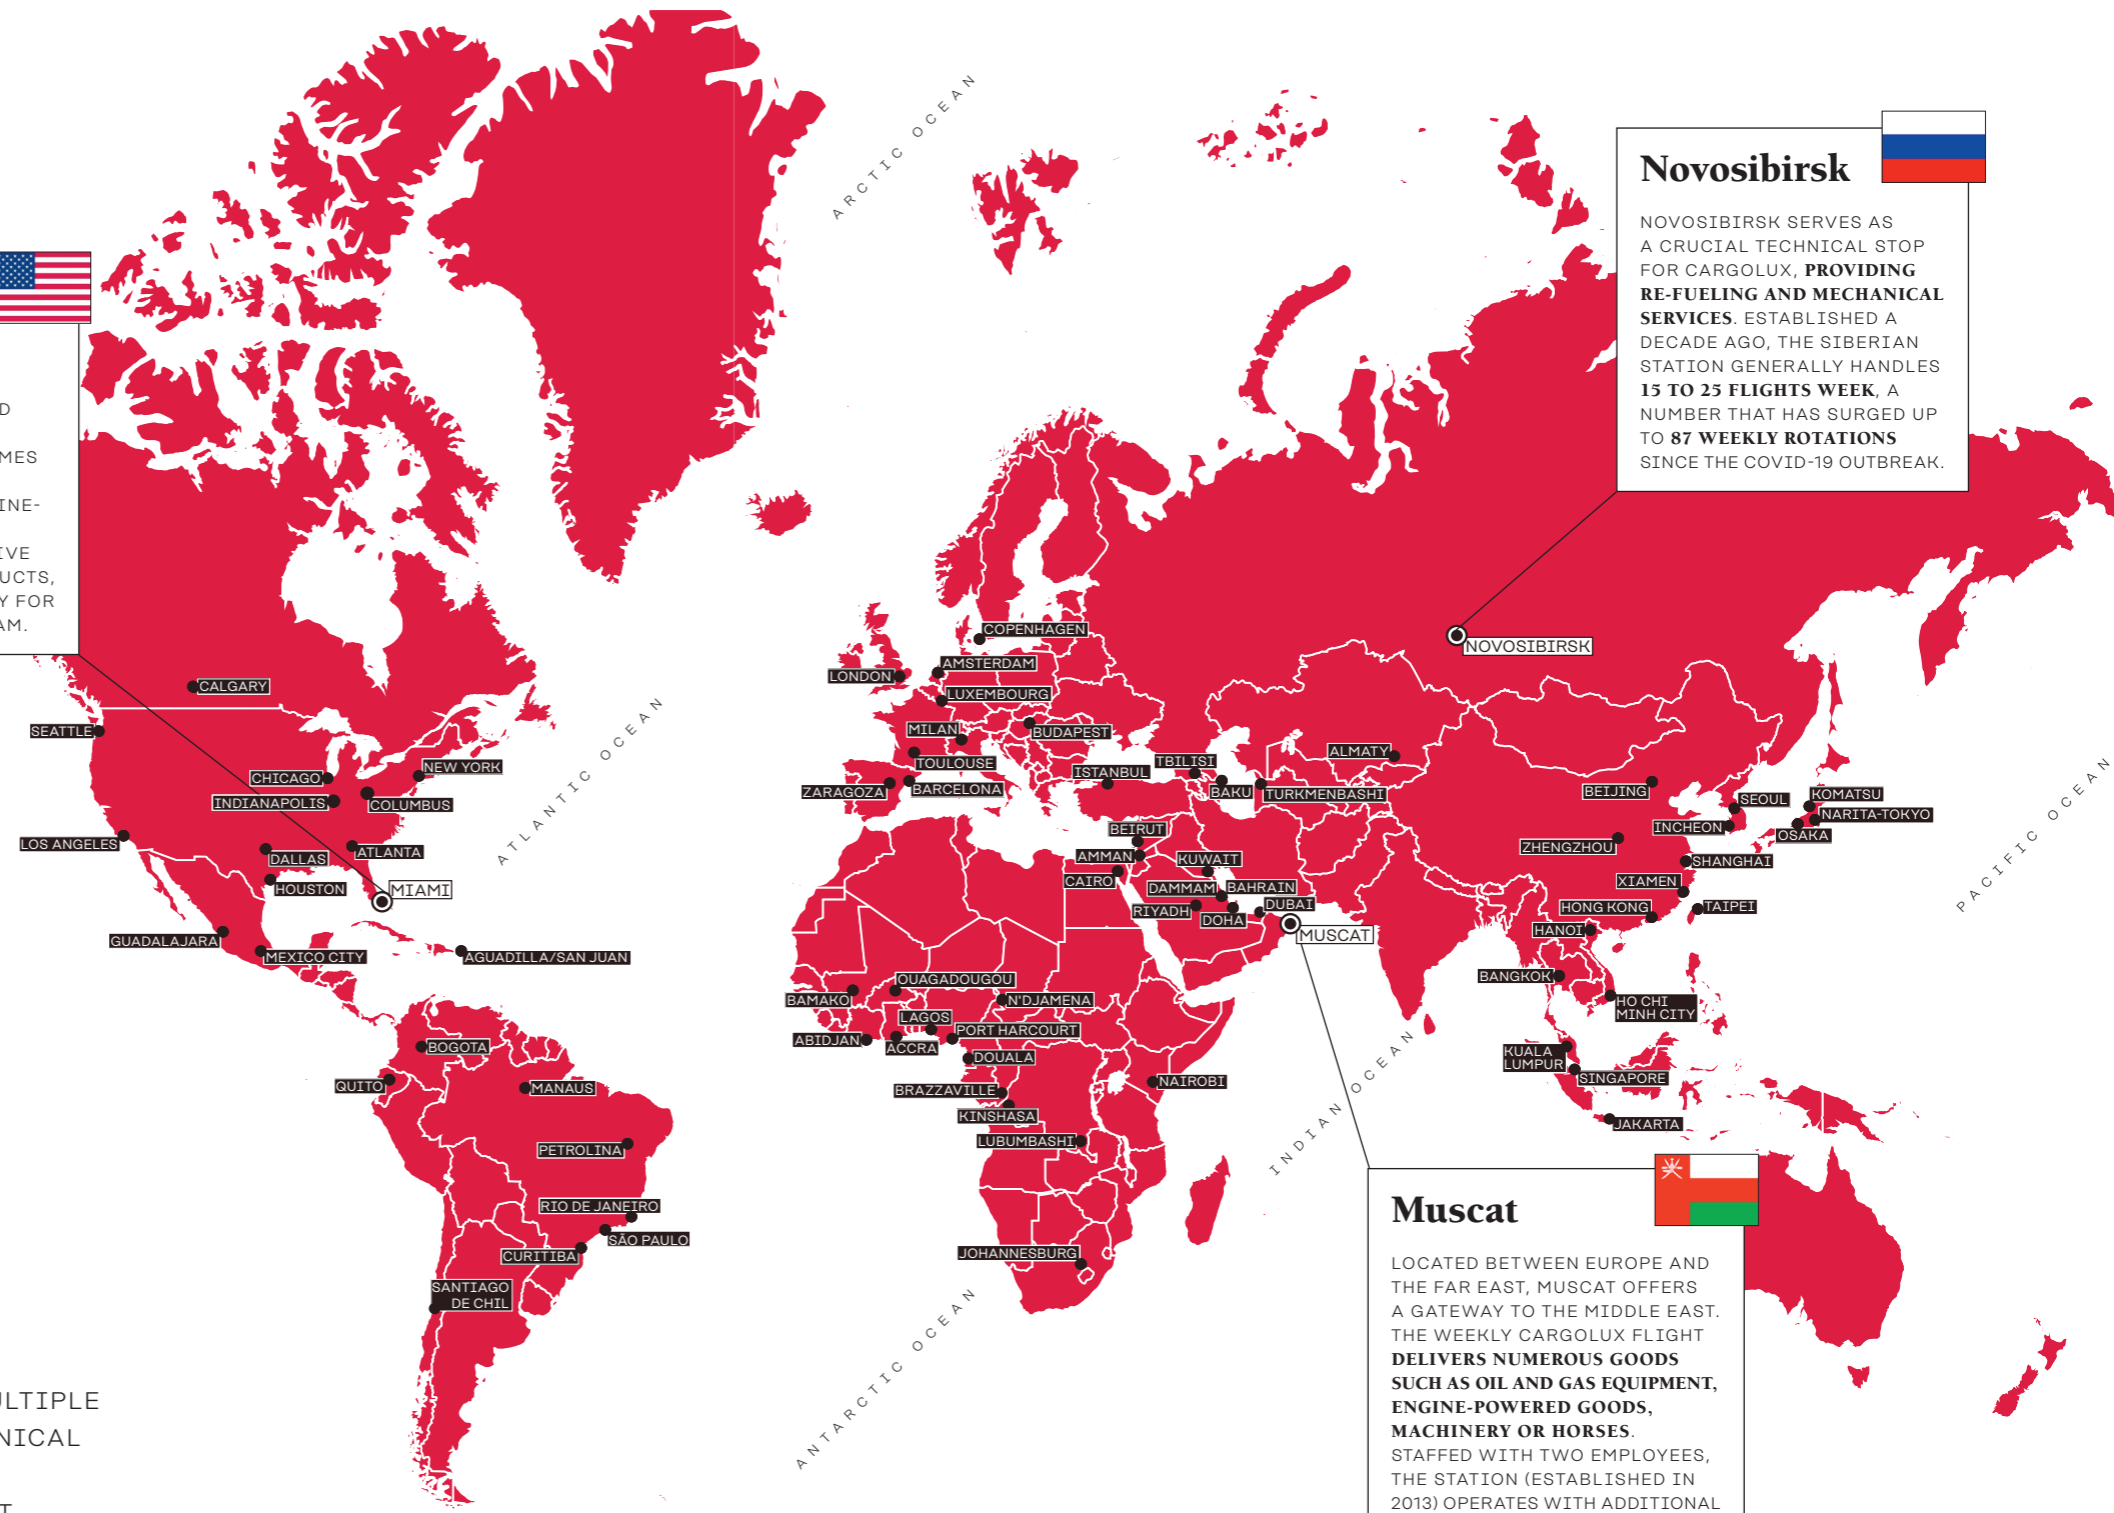 ARCTIC OCEAN
Novosibirsk
NOVOSIBIRSK SERVES AS
A CRUCIAL TECHNICAL STOP
FOR CARGOLUX, PROVIDING
RE-FUELING AND MECHANICAL
SERVICES. ESTABLISHED A
DECADE AGO, THE SIBERIAN
STATION GENERALLY HANDLES
15 TO 25 FLIGHTS WEEK, A
NUMBER THAT HAS SURGED UP
TO 87 WEEKLY ROTATIONS
SINCE THE COVID-19 OUTBREAK.
D
MES
INE-
IVE
UCTS,
Y FOR
AM.
CALGARY
SEATTLE
CHICAGO
NEW YORK
INDIANAPOLIS
COLUMBUS
LOS ANGELES
DALLAS
ATLANTA
HOUSTON
MIAMI
GUADALAJARA
MEXICO CITY
AGUADILLA/SAN JUAN
ATLANTIC OCEAN
BOGOTA
QUITO
MANAUS
PETROLINA
RIO DE JANEIRO
SÃO PAULO
CURITIBA
SANTIAGO
DE CHIL
COPENHAGEN
AMSTERDAM
LONDON
LUXEMBOURG
MILAN
BUDAPEST
TOULOUSE
ZARAGOZA
BARCELONA
ISTANBUL
TBILISI
BAKU
TURKMENBASHI
ALMATY
NOVOSIBIRSK
BEIRUT
AMMAN
CAIRO
KUWAIT
DAMMAM
BAHRAIN
RIYADH
DOHA
DUBAI
MUSCAT
OUAGADOUGOU
BAMAKO
N'DJAMENA
LAGOS
PORT HARCOURT
ABIDJAN
ACCRA
DOUALA
BRAZZAVILLE
NAIROBI
KINSHASA
LUBUMBASHI
JOHANNESBURG
BEIJING
SEOUL
KOMATSU
NARITA-TOKYO
INCHEON
OSAKA
ZHENGZHOU
SHANGHAI
XIAMEN
HONG KONG
TAIPEI
HANOI
BANGKOK
HO CHI
MINH CITY
KUALA
LUMPUR
SINGAPORE
JAKARTA
PACIFIC OCEAN
INDIAN OCEAN
ANTARCTIC OCEAN
Muscat
LOCATED BETWEEN EUROPE AND
THE FAR EAST, MUSCAT OFFERS
A GATEWAY TO THE MIDDLE EAST.
THE WEEKLY CARGOLUX FLIGHT
DELIVERS NUMEROUS GOODS
SUCH AS OIL AND GAS EQUIPMENT,
ENGINE-POWERED GOODS,
MACHINERY OR HORSES.
STAFFED WITH TWO EMPLOYEES,
THE STATION (ESTABLISHED IN
2013) OPERATES WITH ADDITIONAL
ULTIPLE
NICAL
T